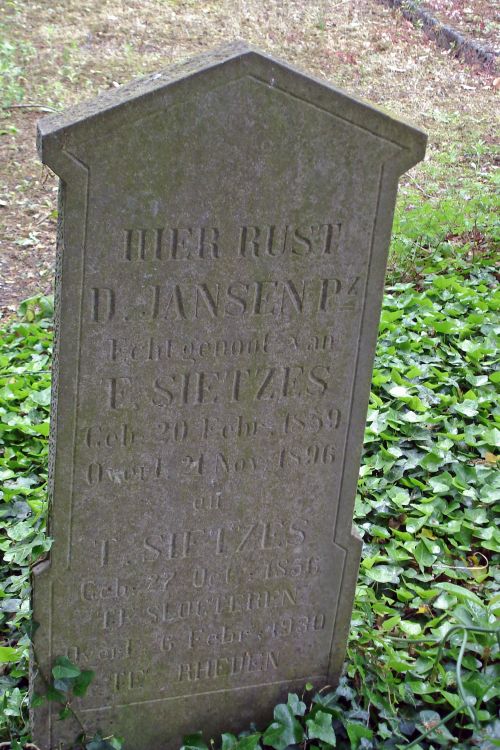 HIER RUST
D. JANSEN Pz
Echtgenoot van
F. SIETZES
Geb. 20 Febr. 1859
Overl. 21 Nov. 1896
en
F. SIETZES
Geb. 27 Oct. 1856
TE SLOGTEREN
Overl. 6 Febr. 1930
TE RHEDEN